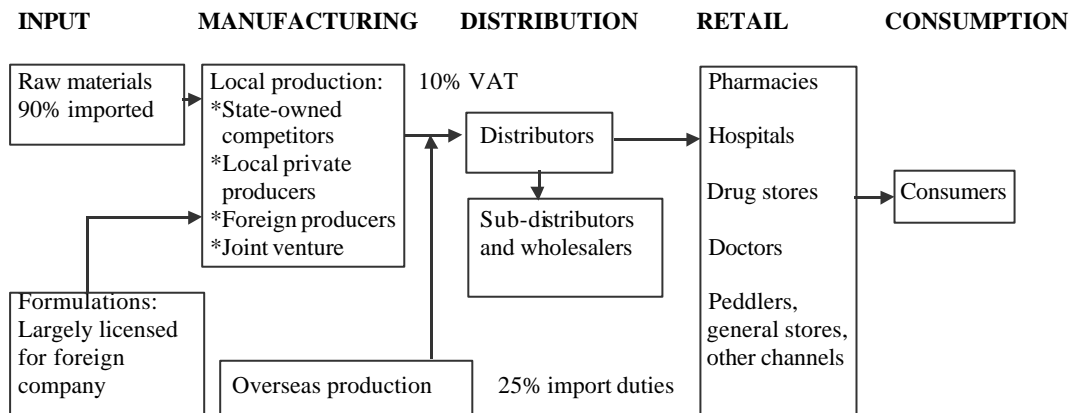 INPUT
MANUFACTURING
DISTRIBUTION
RETAIL
CONSUMPTION
Raw materials
90% imported
Local production:
*State-owned
competitors
*Local private
producers
*Foreign producers
*Joint venture
10% VAT
Distributors
Sub-distributors
and wholesalers
Pharmacies
Hospitals
Drug stores
Doctors
Peddlers,
general stores,
other channels
Consumers
Formulations:
Largely licensed
for foreign
company
Overseas production
25% import duties